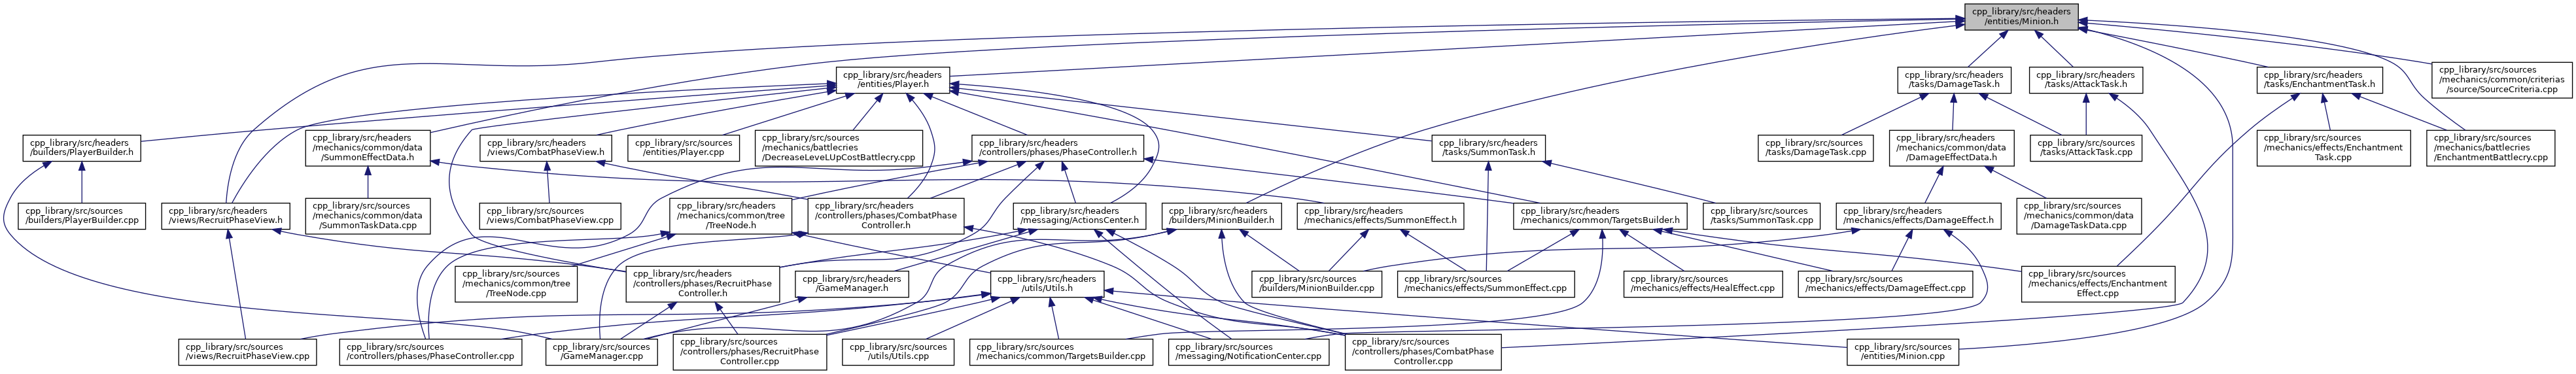 cpp_library/src/headers
/entities/Minion.h
cpp_library/src/headers
/entities/Player.h
cpp_library/src/headers
/tasks/DamageTask.h
cpp_library/src/headers
/tasks/AttackTask.h
cpp_library/src/headers
/tasks/EnchantmentTask.h
cpp_library/src/sources
/mechanics/common/criterias
/source/SourceCriteria.cpp
cpp_library/src/headers
/builders/PlayerBuilder.h
cpp_library/src/headers
/mechanics/common/data
/SummonEffectData.h
cpp_library/src/headers
/views/CombatPhaseView.h
cpp_library/src/sources
/entities/Player.cpp
cpp_library/src/sources
/mechanics/battlecries
/DecreaseLeveLUpCostBattlecry.cpp
cpp_library/src/headers
/controllers/phases/PhaseController.h
cpp_library/src/headers
/tasks/SummonTask.h
cpp_library/src/sources
/tasks/DamageTask.cpp
cpp_library/src/headers
/mechanics/common/data
/DamageEffectData.h
cpp_library/src/sources
/tasks/AttackTask.cpp
cpp_library/src/sources
/mechanics/effects/Enchantment
Task.cpp
cpp_library/src/sources
/mechanics/battlecries
/EnchantmentBattlecry.cpp
cpp_library/src/sources
/builders/PlayerBuilder.cpp
cpp_library/src/headers
/views/RecruitPhaseView.h
cpp_library/src/sources
/mechanics/common/data
/SummonTaskData.cpp
cpp_library/src/sources
/views/CombatPhaseView.cpp
cpp_library/src/headers
/mechanics/common/tree
/TreeNode.h
cpp_library/src/headers
/controllers/phases/CombatPhase
Controller.h
cpp_library/src/headers
/messaging/ActionsCenter.h
cpp_library/src/headers
/builders/MinionBuilder.h
cpp_library/src/headers
/mechanics/effects/SummonEffect.h
cpp_library/src/headers
/mechanics/common/TargetsBuilder.h
cpp_library/src/sources
/tasks/SummonTask.cpp
cpp_library/src/headers
/mechanics/effects/DamageEffect.h
cpp_library/src/sources
/mechanics/common/data
/DamageTaskData.cpp
cpp_library/src/sources
/mechanics/common/tree
/TreeNode.cpp
cpp_library/src/headers
/controllers/phases/RecruitPhase
Controller.h
cpp_library/src/headers
/GameManager.h
cpp_library/src/headers
/utils/Utils.h
cpp_library/src/sources
/builders/MinionBuilder.cpp
cpp_library/src/sources
/mechanics/effects/SummonEffect.cpp
cpp_library/src/sources
/mechanics/effects/HealEffect.cpp
cpp_library/src/sources
/mechanics/effects/DamageEffect.cpp
cpp_library/src/sources
/mechanics/effects/Enchantment
Effect.cpp
cpp_library/src/sources
/views/RecruitPhaseView.cpp
cpp_library/src/sources
/controllers/phases/PhaseController.cpp
cpp_library/src/sources
/GameManager.cpp
cpp_library/src/sources
/controllers/phases/RecruitPhase
Controller.cpp
cpp_library/src/sources
/utils/Utils.cpp
cpp_library/src/sources
/mechanics/common/TargetsBuilder.cpp
cpp_library/src/sources
/messaging/NotificationCenter.cpp
cpp_library/src/sources
/controllers/phases/CombatPhase
Controller.cpp
cpp_library/src/sources
/entities/Minion.cpp